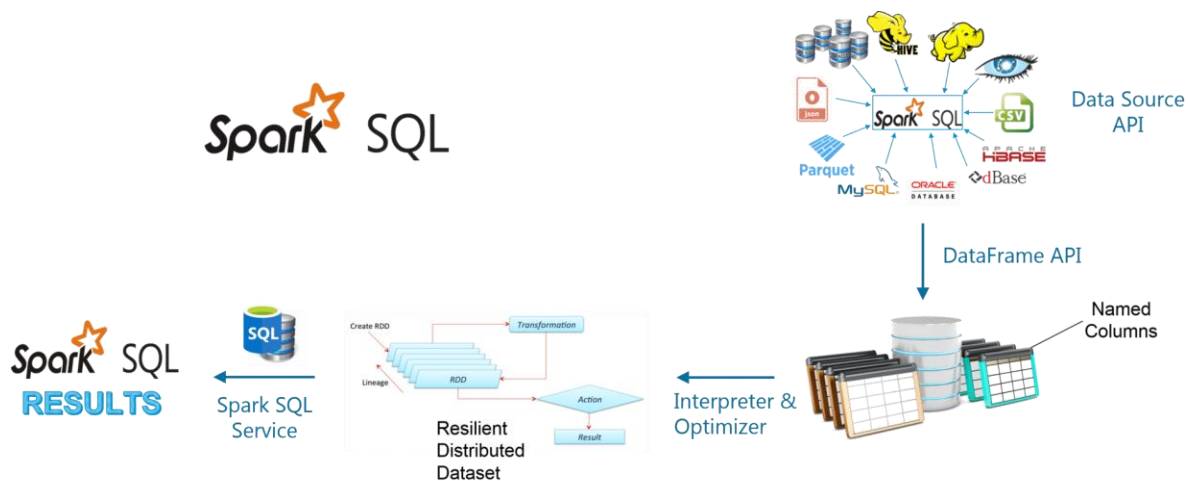 Spark SQL
HIVE
Json
Spark SQL
CSV
Data Source
API
APACHE
HBASE
Parquet
MySQL®
ORACLE®
DATABASE
dBase
DataFrame API
Named
Columns
Interpreter &
Optimizer
Create RDD
Transformation
RDD
Lineage
Action
Result
Resilient
Distributed
Dataset
SQL
Spark SQL
Service
Spark SQL
RESULTS